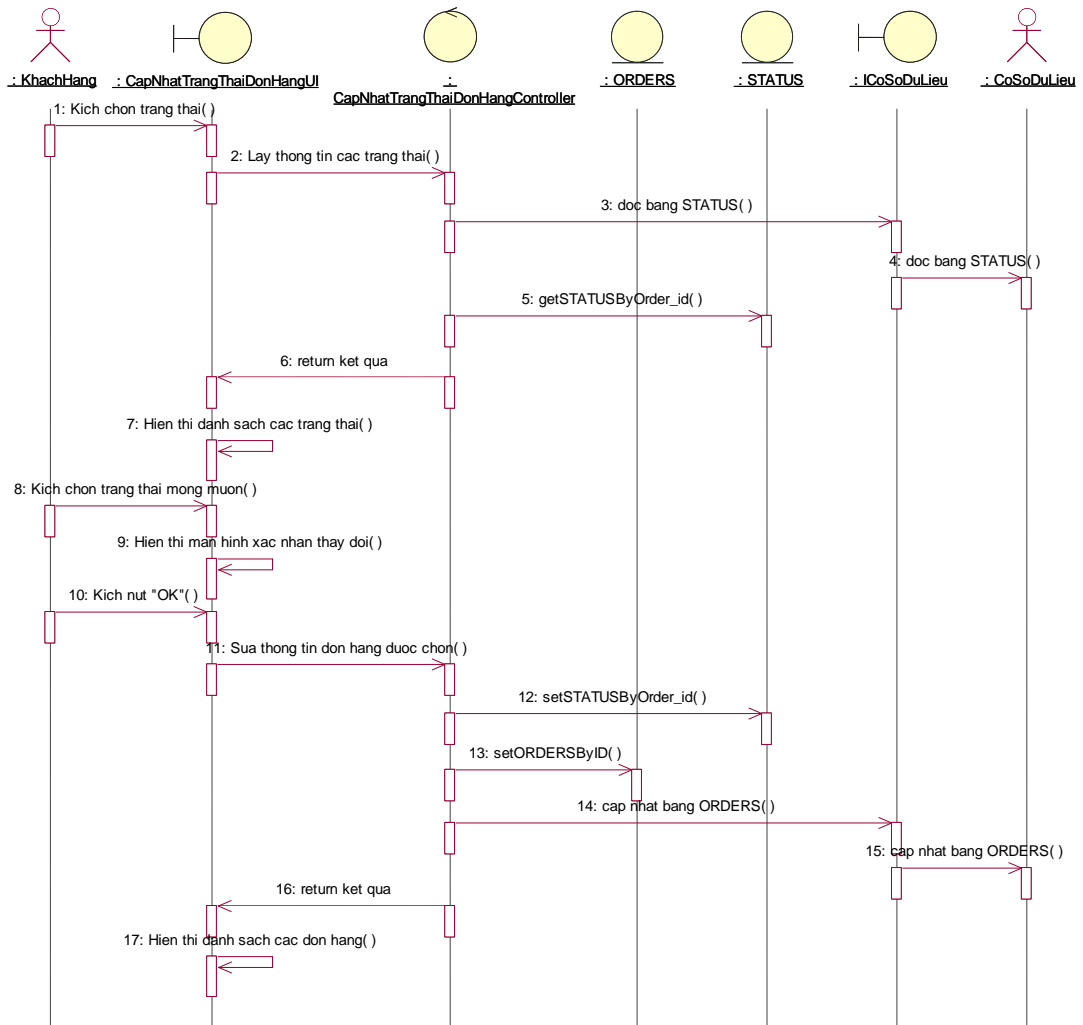 : KhachHang
: CapNhatTrangThaiDonHangUI
:
CapNhatTrangThaiDonHangController
: ORDERS
: STATUS
: ICoSoDuLieu
: CoSoDuLieu
1: Kich chon trang thai( )
2: Lay thong tin cac trang thai( )
3: doc bang STATUS( )
4: doc bang STATUS( )
5: getSTATUSByOrder_id( )
6: return ket qua
7: Hien thi danh sach cac trang thai( )
8: Kich chon trang thai mong muon( )
9: Hien thi man hinh xac nhan thay doi( )
10: Kich nut "OK"( )
11: Sua thong tin don hang duoc chon( )
12: setSTATUSByOrder_id( )
13: setORDERSByID( )
14: cap nhat bang ORDERS( )
15: cap nhat bang ORDERS( )
16: return ket qua
17: Hien thi danh sach cac don hang( )